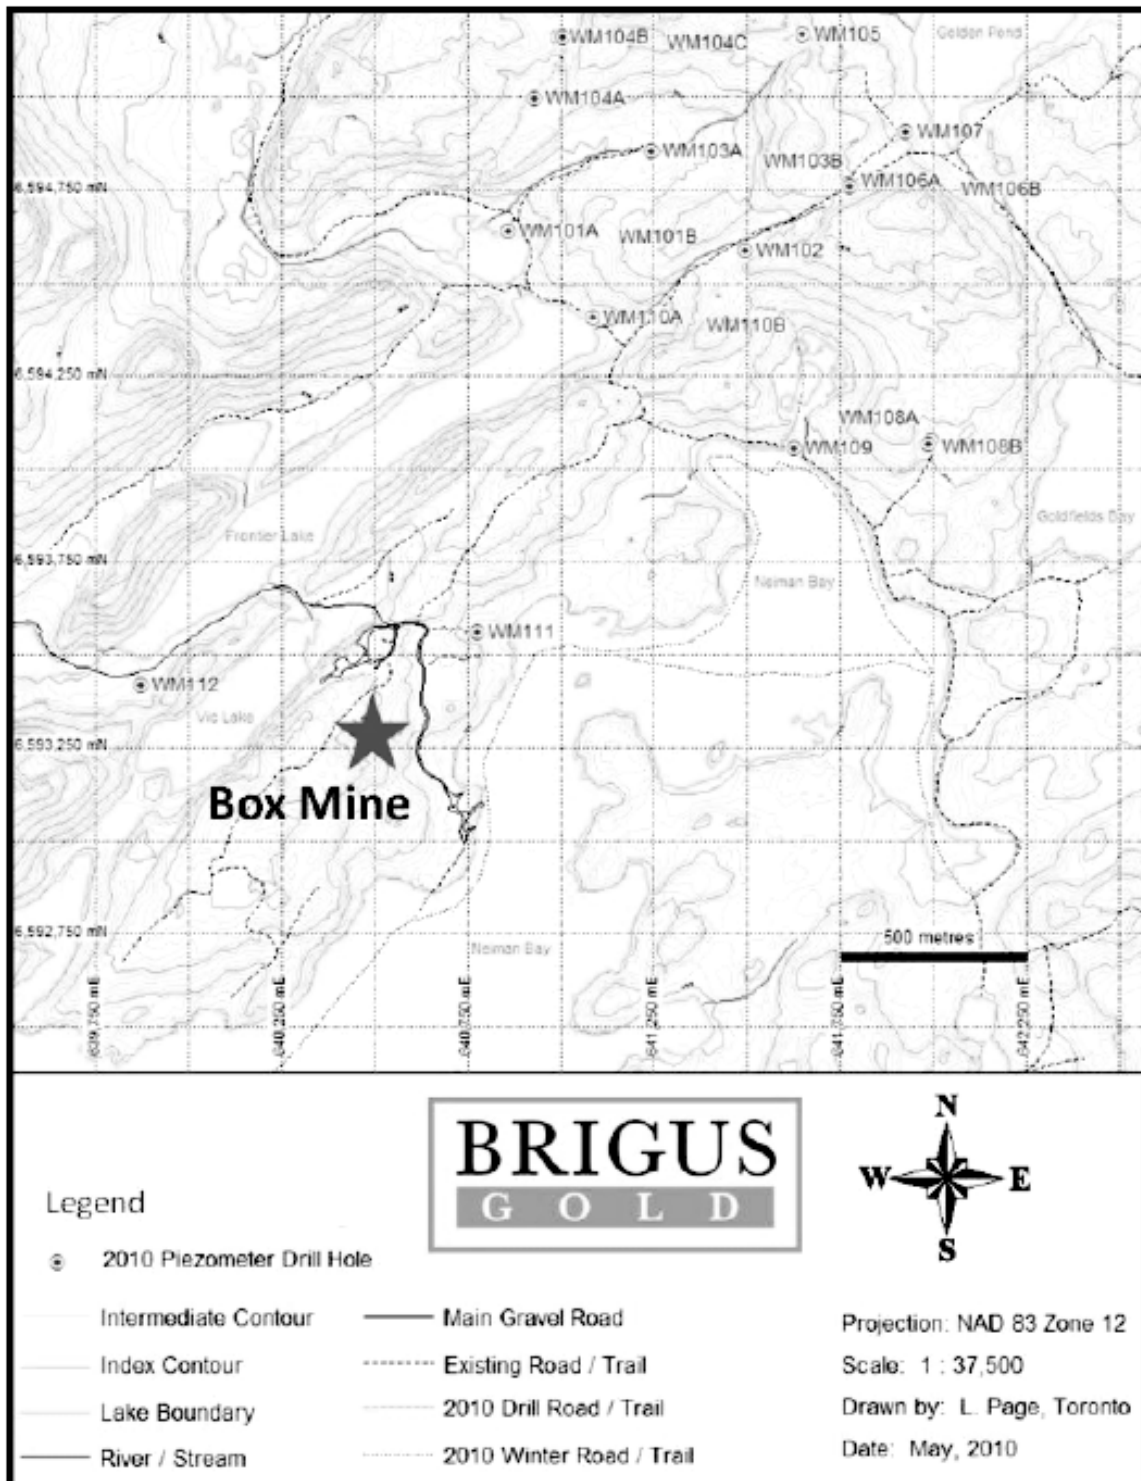 WM104B WM104C WM105 Golden Pond
WM104A
WM107
WM103A WM103B
6,594,750 mN WM106A WM106B
WM101A WM101B WM102
WM110A WM110B
6,594,250 mN
WM108A
WM109 WM108B
Goldfields Bay
Frontier Lake
6,593,750 mN
Neiman Bay
WM111
WM112
Vic Lake
6,593,250 mN
Box Mine
6,592,750 mN
Neiman Bay
500 metres
639,750 mE 640,250 mE 640,750 mE 641,250 mE 641,750 mE 642,250 mE
BRIGUS
GOLD
N
W E
S
Legend
2010 Piezometer Drill Hole
Intermediate Contour
Index Contour
Lake Boundary
River / Stream
Main Gravel Road
Existing Road / Trail
2010 Drill Road / Trail
2010 Winter Road / Trail
Projection: NAD 83 Zone 12
Scale: 1 : 37,500
Drawn by: L. Page, Toronto
Date: May, 2010